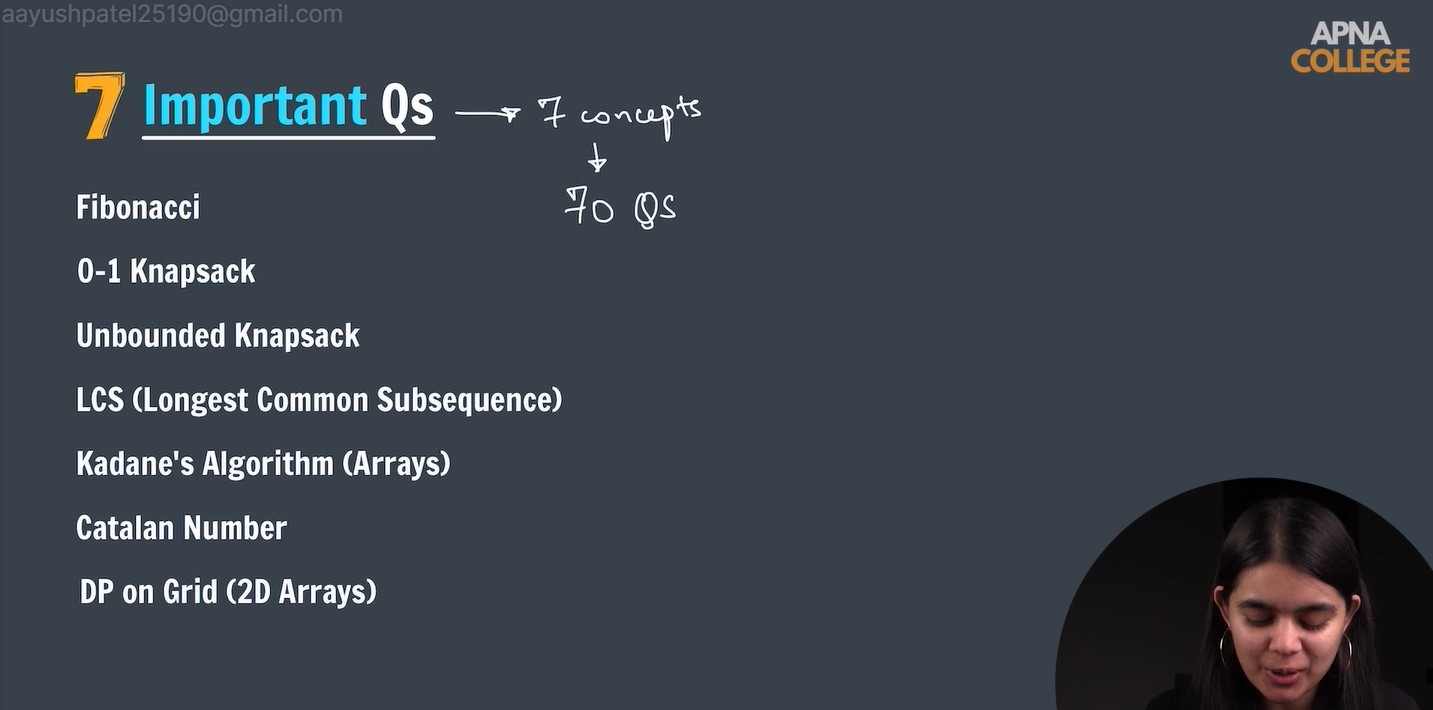 aayushpatel25190@gmail.com
APNA
COLLEGE
7 Important Qs → 7 concepts
↓
70 Qs
Fibonacci
0-1 Knapsack
Unbounded Knapsack
LCS (Longest Common Subsequence)
Kadane's Algorithm (Arrays)
Catalan Number
DP on Grid (2D Arrays)